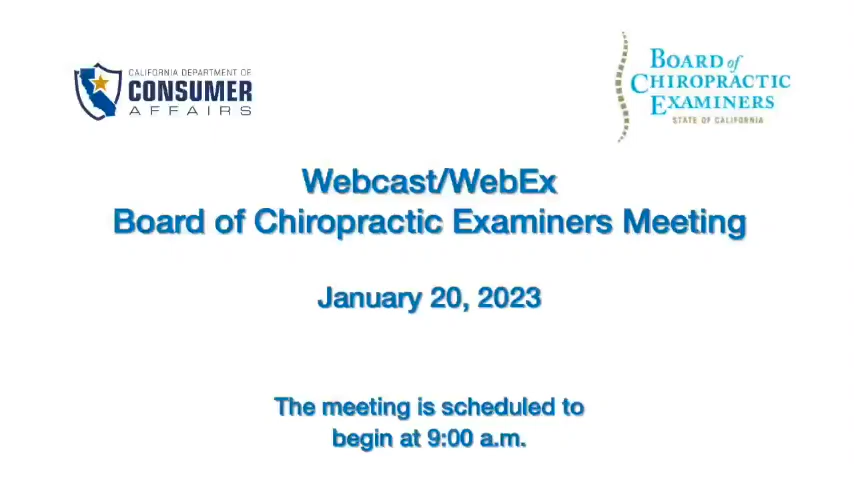 CALIFORNIA DEPARTMENT OF
CONSUMER
AFFAIRS
BOARD of
CHIROPRACTIC
EXAMINERS
STATE OF CALIFORNIA
Webcast/WebEx
Board of Chiropractic Examiners Meeting
January 20, 2023
The meeting is scheduled to
begin at 9:00 a.m.